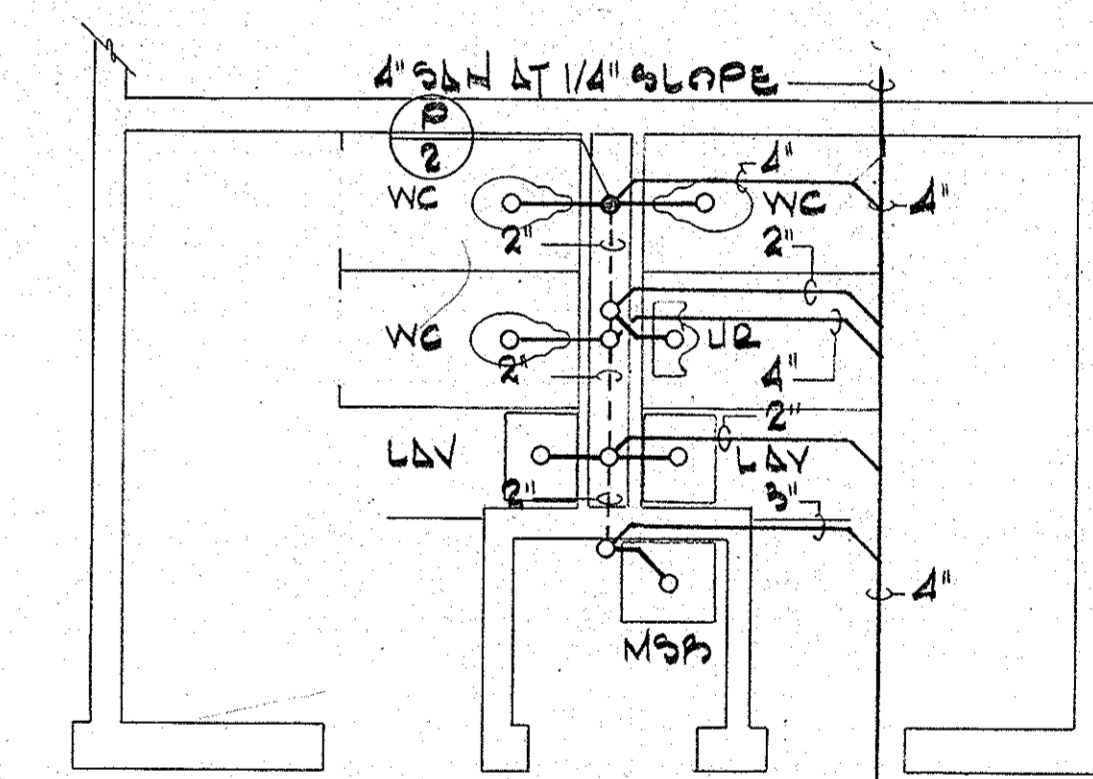 4" SAN AT 1/4" SLOPE
P
2
WC
4"
WC
4"
2"
2"
WC
UR
2"
4"
2"
LAV
LAV
2"
3"
4"
MSB